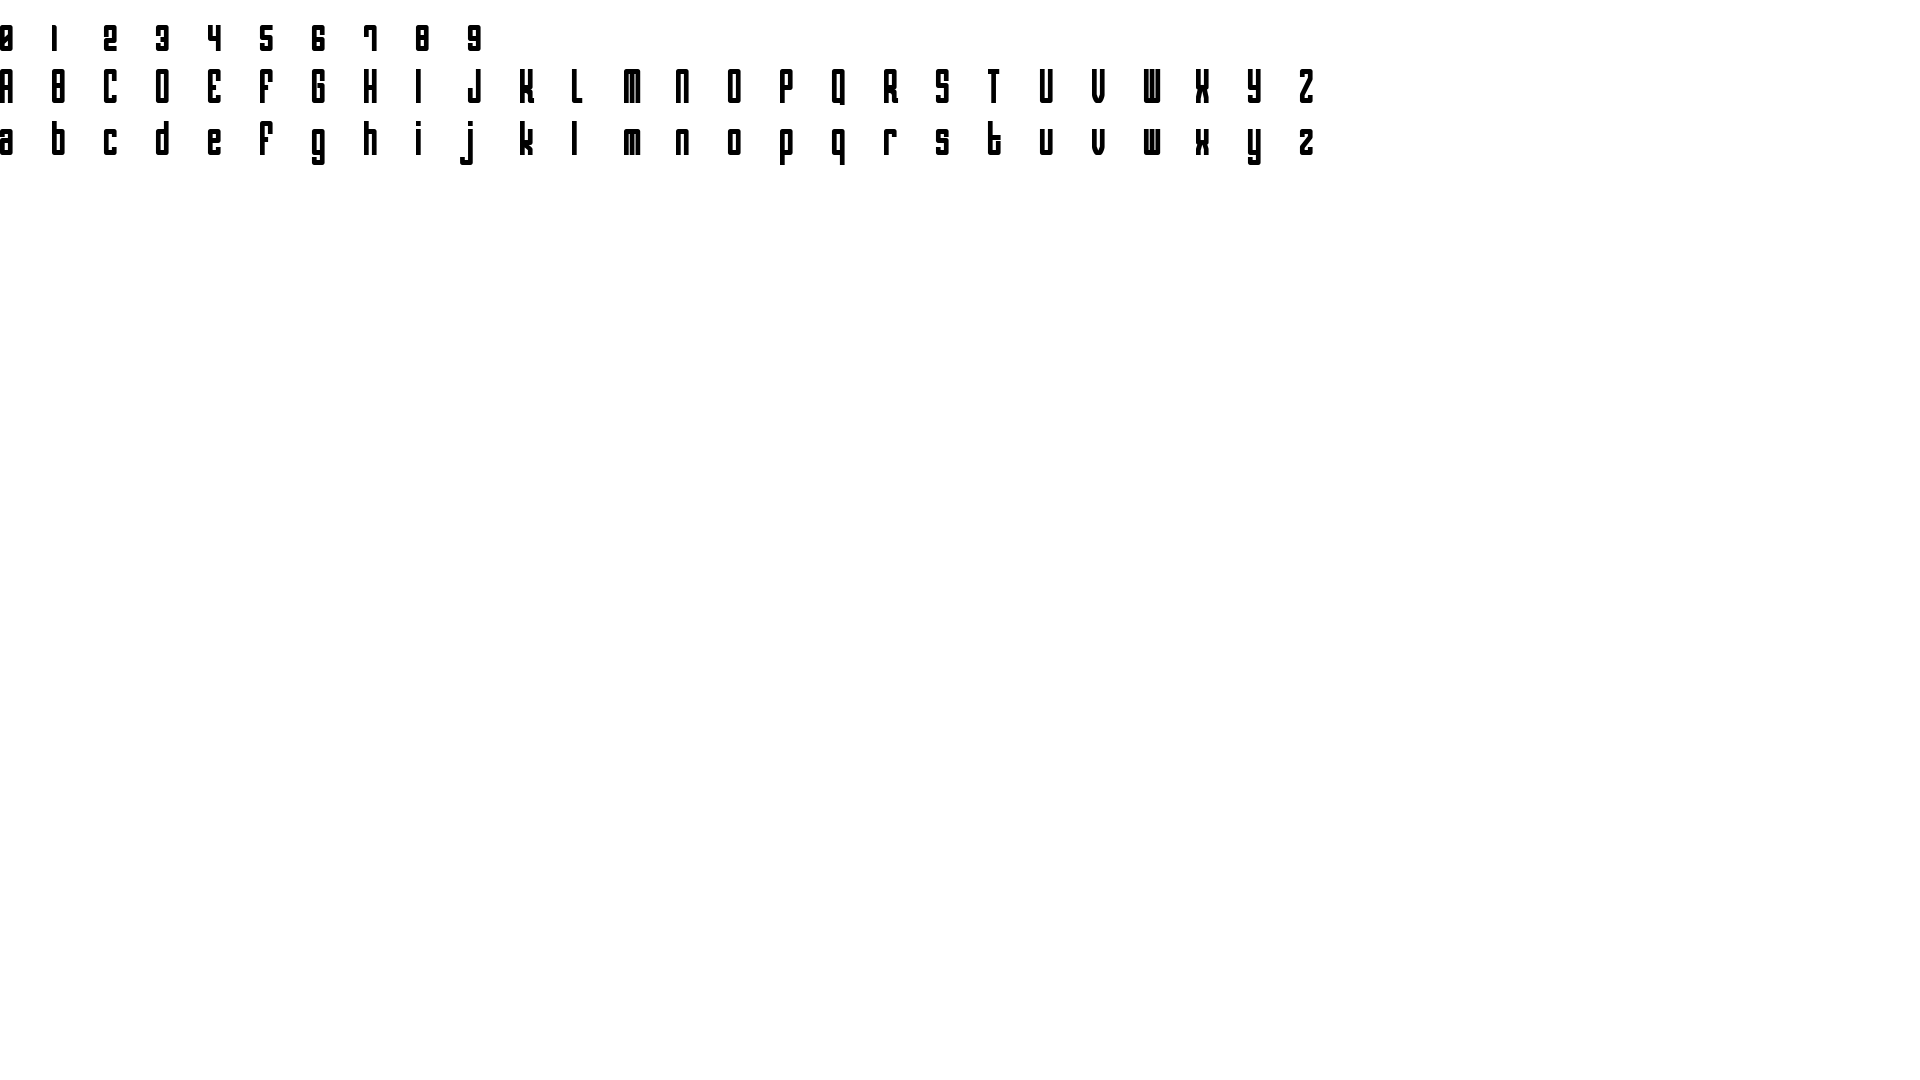 0 1 2 3 4 5 6 7 8 9
A B C D E F G H I J K L M N O P Q R S T U V W X Y Z
a b c d e f g h i j k l m n o p q r s t u v w x y z